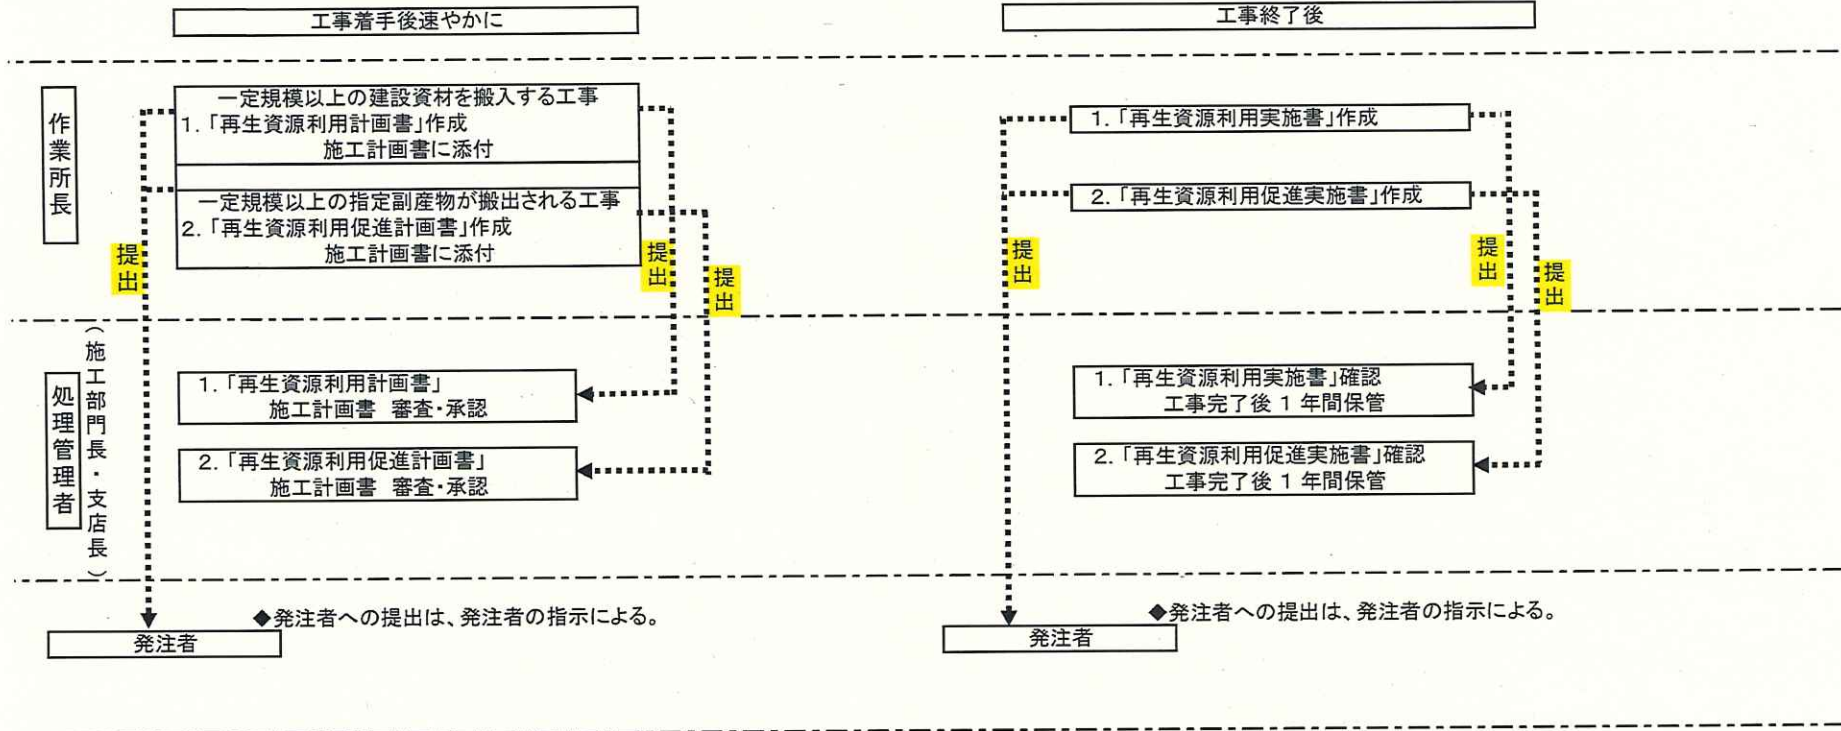 工事着手後速やかに
工事終了後
作業所長
一定規模以上の建設資材を搬入する工事
1.「再生資源利用計画書」作成
施工計画書に添付
一定規模以上の指定副産物が搬出される工事
2.「再生資源利用促進計画書」作成
施工計画書に添付
提出
提出
提出
1.「再生資源利用実施書」作成
2.「再生資源利用促進実施書」作成
提出
提出
提出
処理管理者
(施工部門長・支店長)
1.「再生資源利用計画書」
施工計画書 審査・承認
2.「再生資源利用促進計画書」
施工計画書 審査・承認
1.「再生資源利用実施書」確認
工事完了後 1 年間保管
2.「再生資源利用促進実施書」確認
工事完了後 1 年間保管
◆発注者への提出は、発注者の指示による。
発注者
◆発注者への提出は、発注者の指示による。
発注者